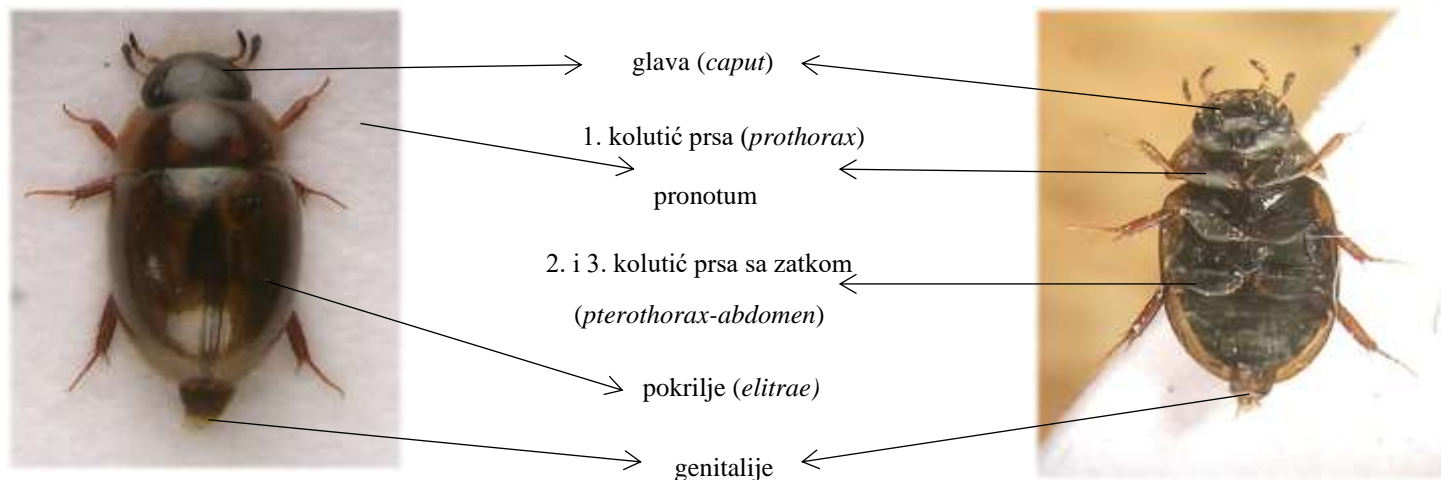 glava (caput)
1. kolutić prsa (prothorax)
pronotum
2. i 3. kolutić prsa sa zatkom
(pterothorax-abdomen)
pokrilje (elitrae)
genitalije